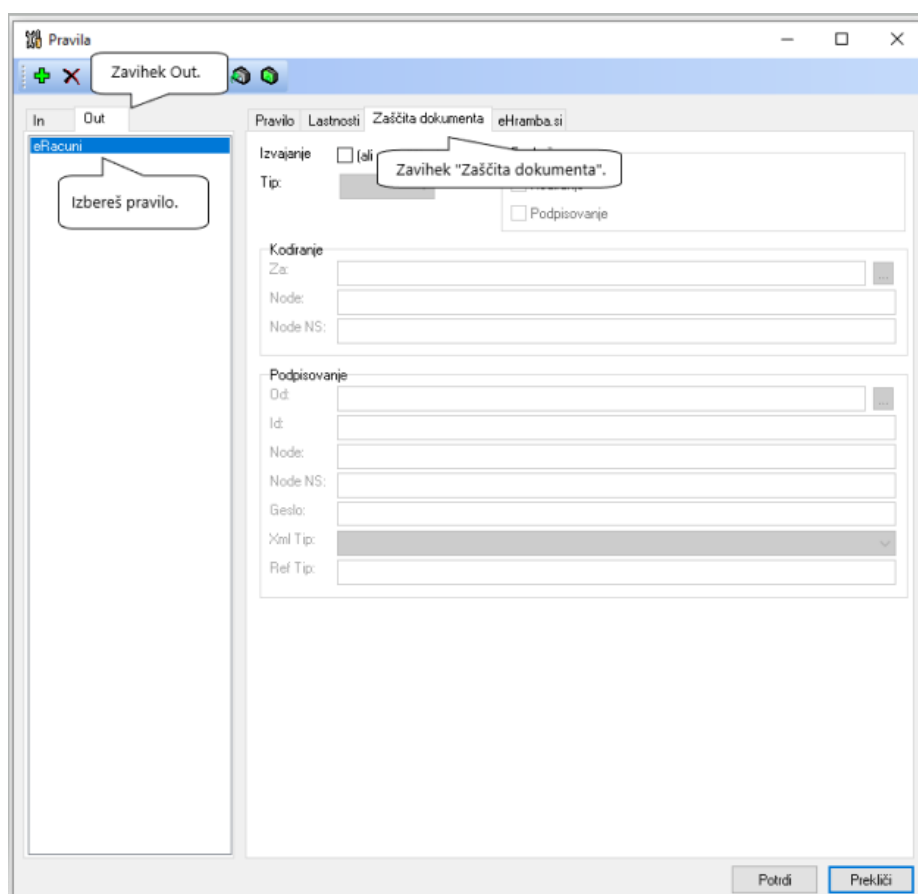 Pravila
Zavihek Out.
In Out
Pravilo Lastnosti Zaščita dokumenta eHramba.si
eRacuni
Izbereš pravilo.
Izvajanje (ali
Zavihek "Zaščita dokumenta".
Tip:
Podpisovanje
Kodiranje
Za: ...
Node:
Node NS:
Podpisovanje
Od: ...
Id:
Node:
Node NS:
Geslo:
Xml Tip:
Ref Tip:
Potrdi Prekliči